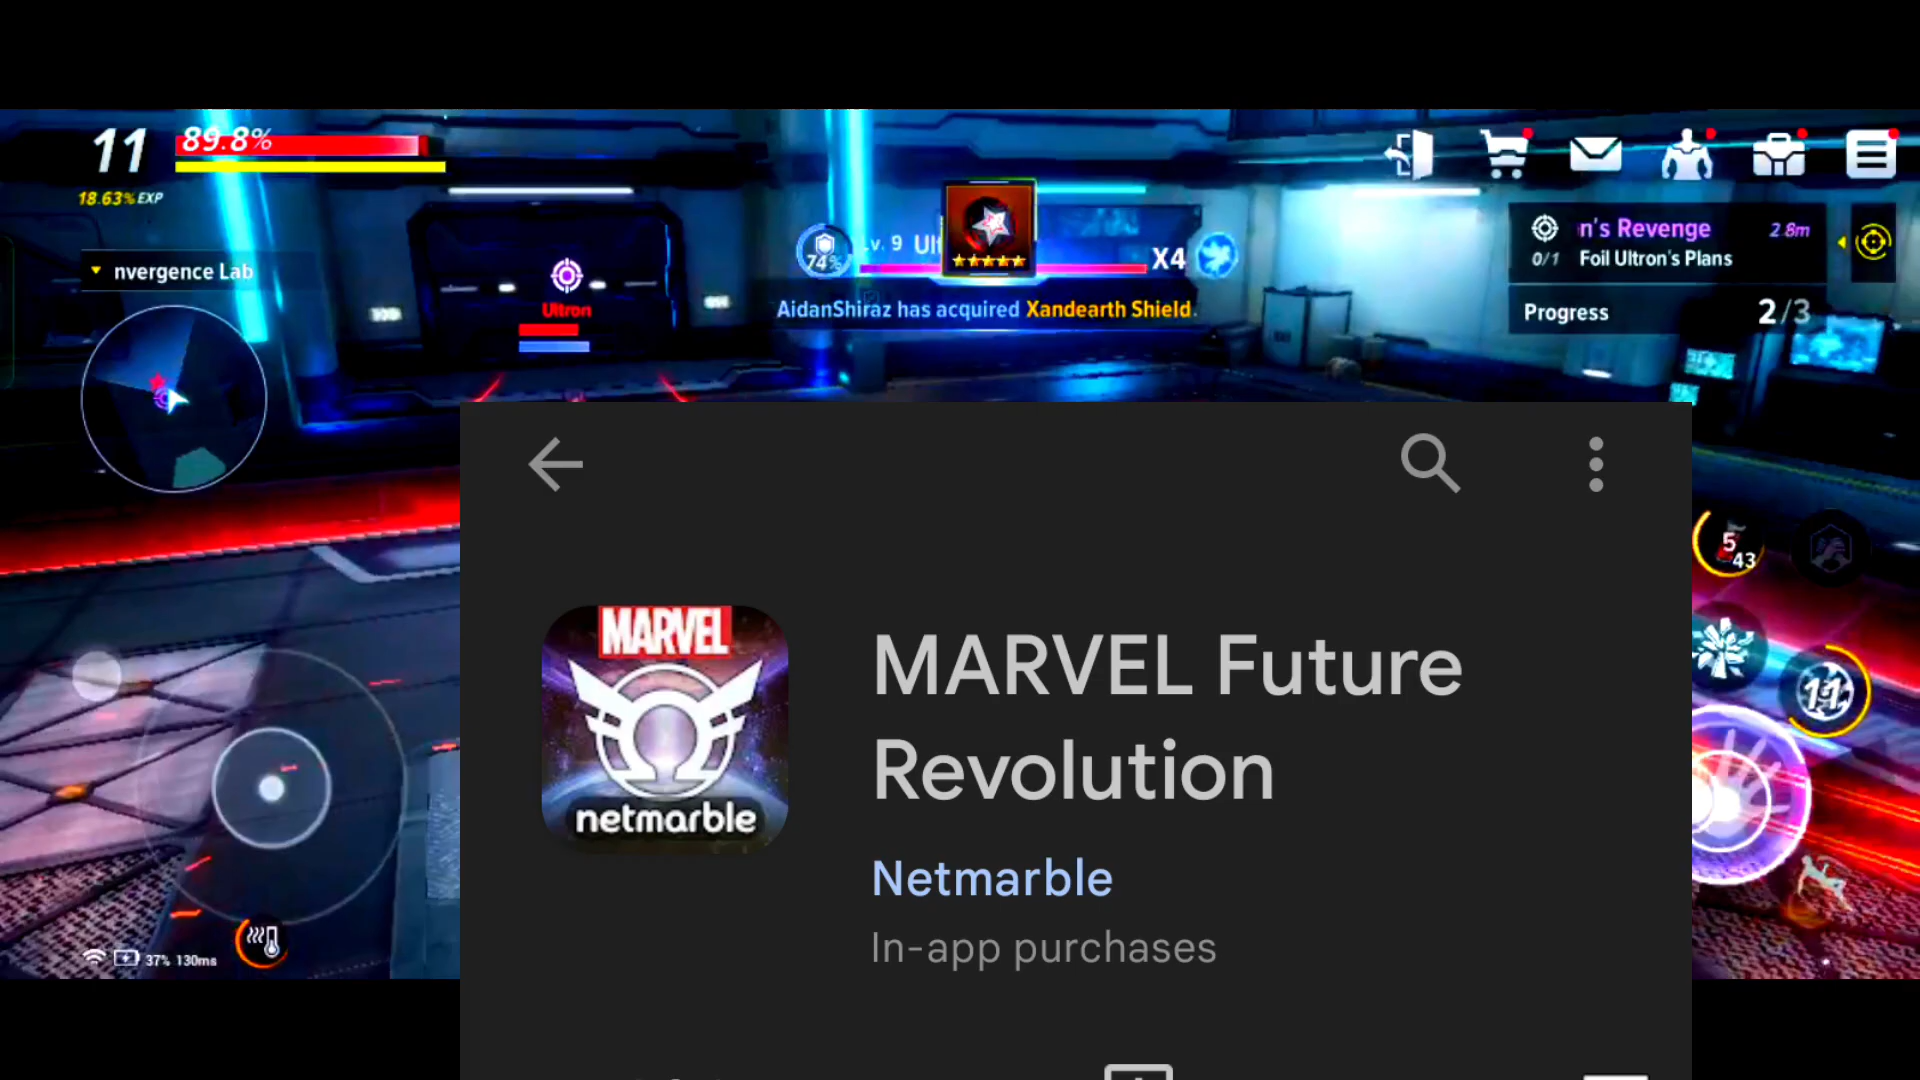 11
89.8%
18.63% EXP
nvergence Lab
Ultron
74%
Lv. 9 Ult
X4
AidanShiraz has acquired Xandearth Shield.
n's Revenge 2.8m
0/1 Foil Ultron's Plans
Progress 2/3
5
43
11
MARVEL
netmarble
MARVEL Future
Revolution
Netmarble
In-app purchases
37% 130ms